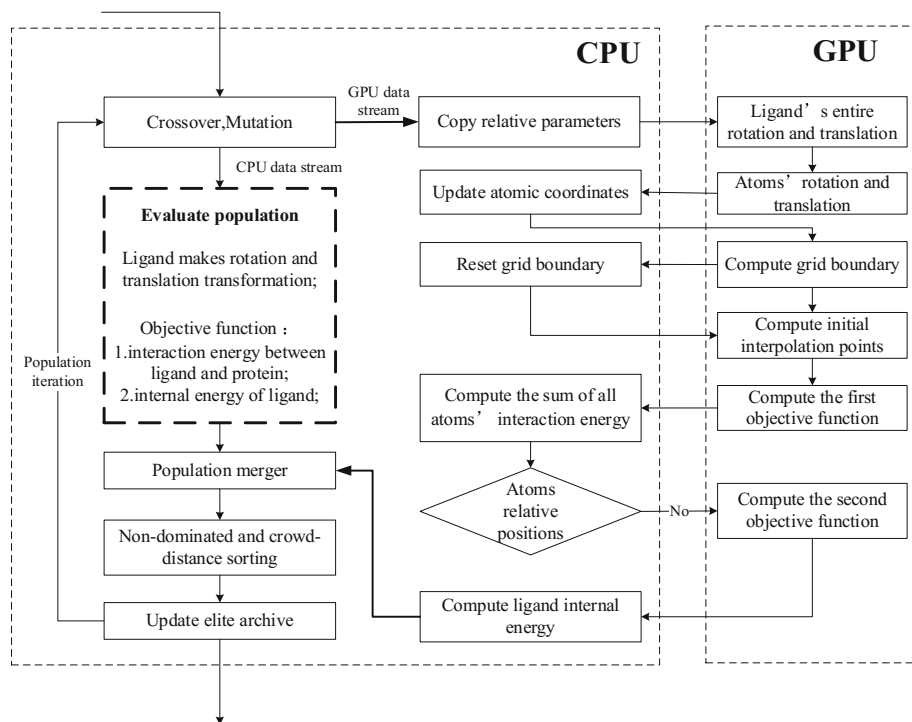 CPU
GPU
GPU data
stream
Crossover,Mutation
Copy relative parameters
Ligand’s entire
rotation and translation
CPU data stream
Update atomic coordinates
Atoms’ rotation and
translation
Evaluate population
Ligand makes rotation and
translation transformation;
Objective function：
1.interaction energy between
ligand and protein;
2.internal energy of ligand;
Reset grid boundary
Compute grid boundary
Compute initial
interpolation points
Population
iteration
Compute the sum of all
atoms’ interaction energy
Compute the first
objective function
Population merger
Atoms
relative
positions
No
Compute the second
objective function
Non-dominated and crowd-
distance sorting
Compute ligand internal
energy
Update elite archive